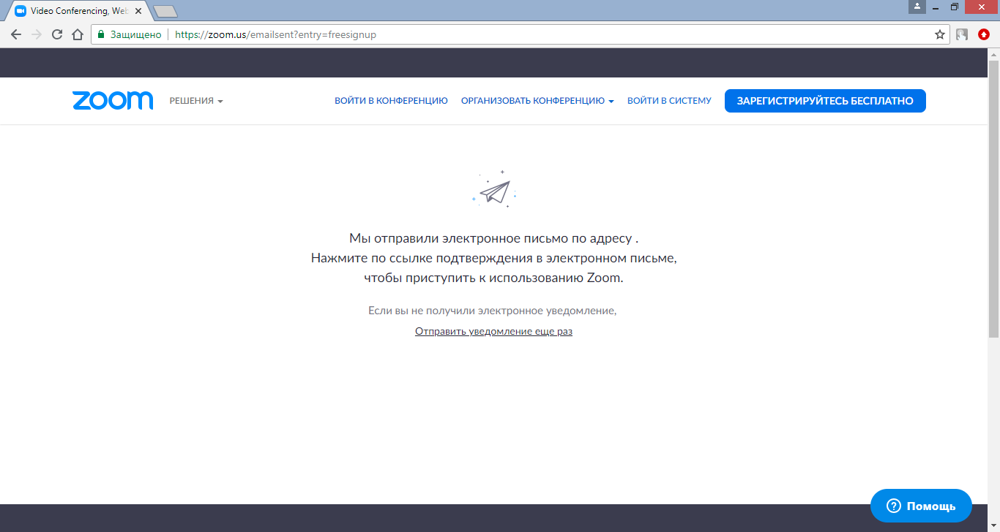 Video Conferencing, Web
Защищено https://zoom.us/emailsent?entry=freesignup
zoom РЕШЕНИЯ ВОЙТИ В КОНФЕРЕНЦИЮ ОРГАНИЗОВАТЬ КОНФЕРЕНЦИЮ ВОЙТИ В СИСТЕМУ ЗАРЕГИСТРИРУЙТЕСЬ БЕСПЛАТНО
Мы отправили электронное письмо по адресу .
Нажмите по ссылке подтверждения в электронном письме,
чтобы приступить к использованию Zoom.
Если вы не получили электронное уведомление,
Отправить уведомление еще раз
Помощь